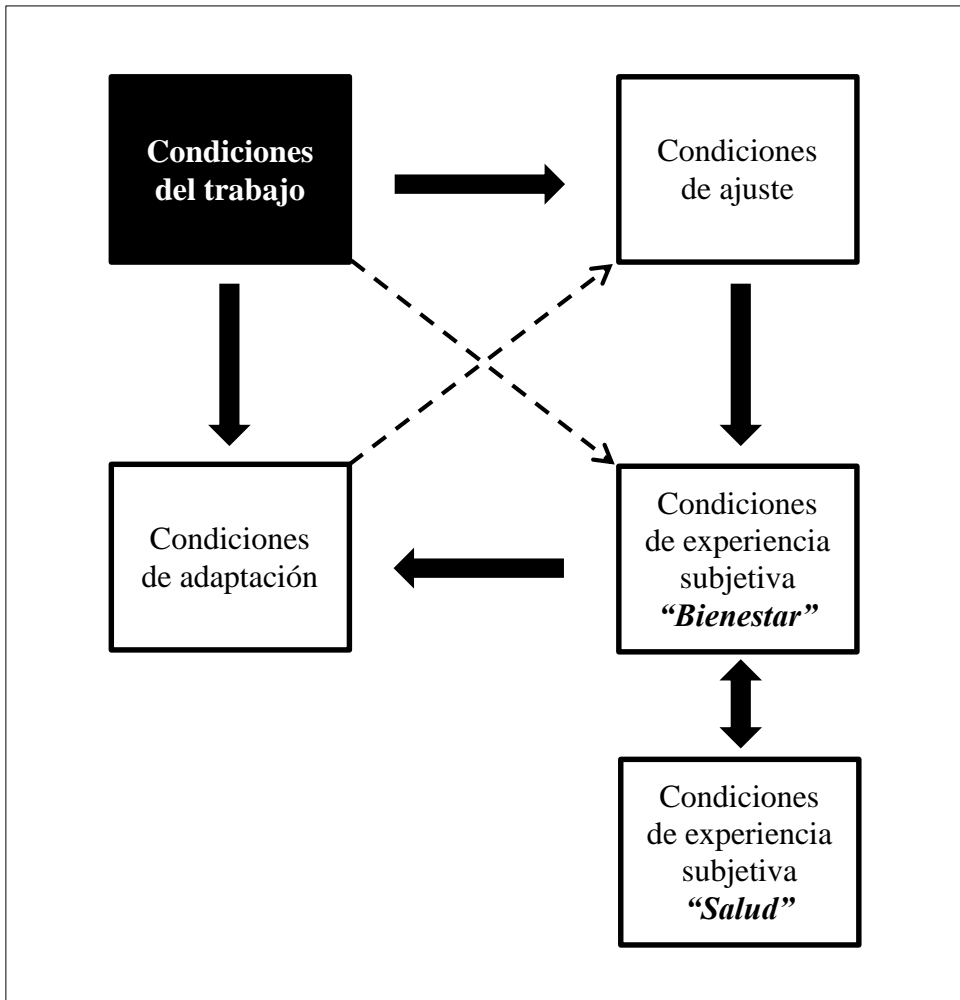 Condiciones
del trabajo
Condiciones
de ajuste
Condiciones
de adaptación
Condiciones
de experiencia
subjetiva
“Bienestar”
Condiciones
de experiencia
subjetiva
“Salud”